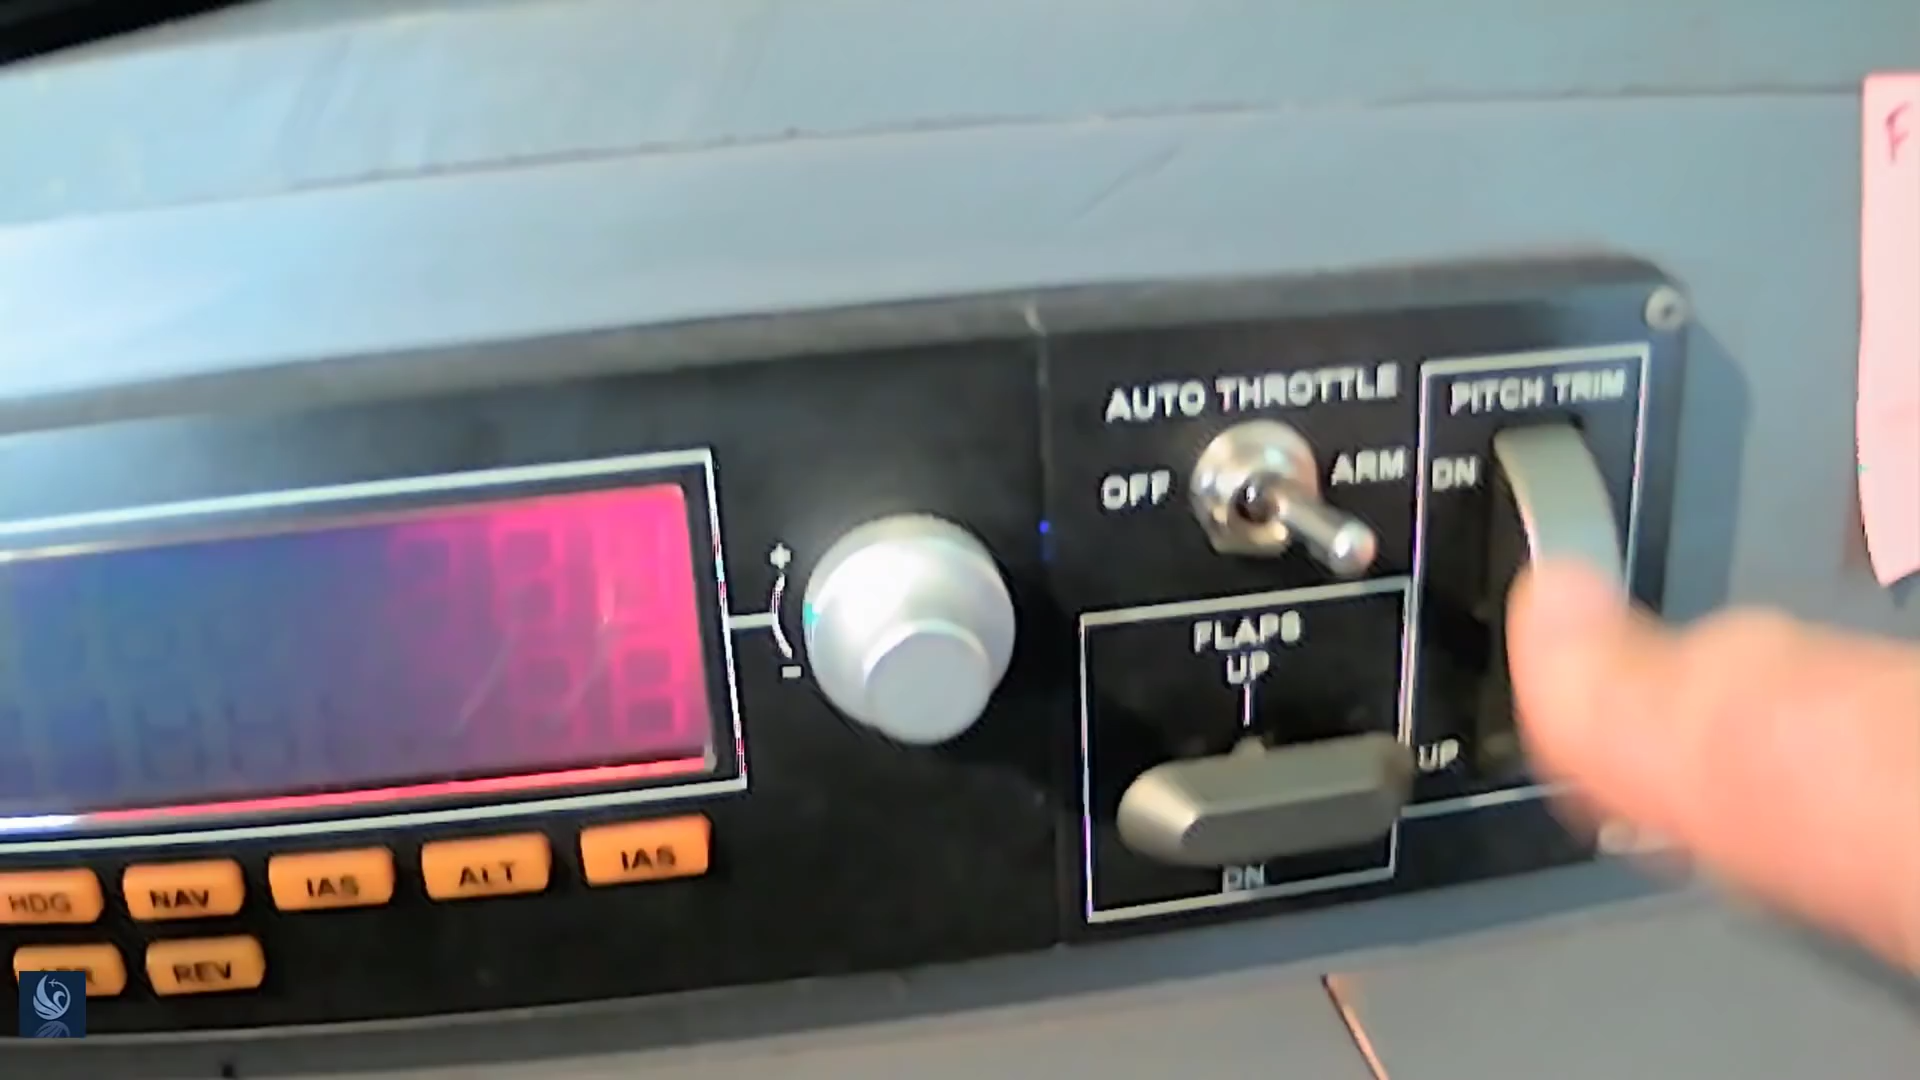 AUTO THROTTLE
OFF
ARM
PITCH TRIM
DN
UP
FLAPS
UP
DN
+
-
HDG
NAV
IAS
ALT
IAS
REV
F